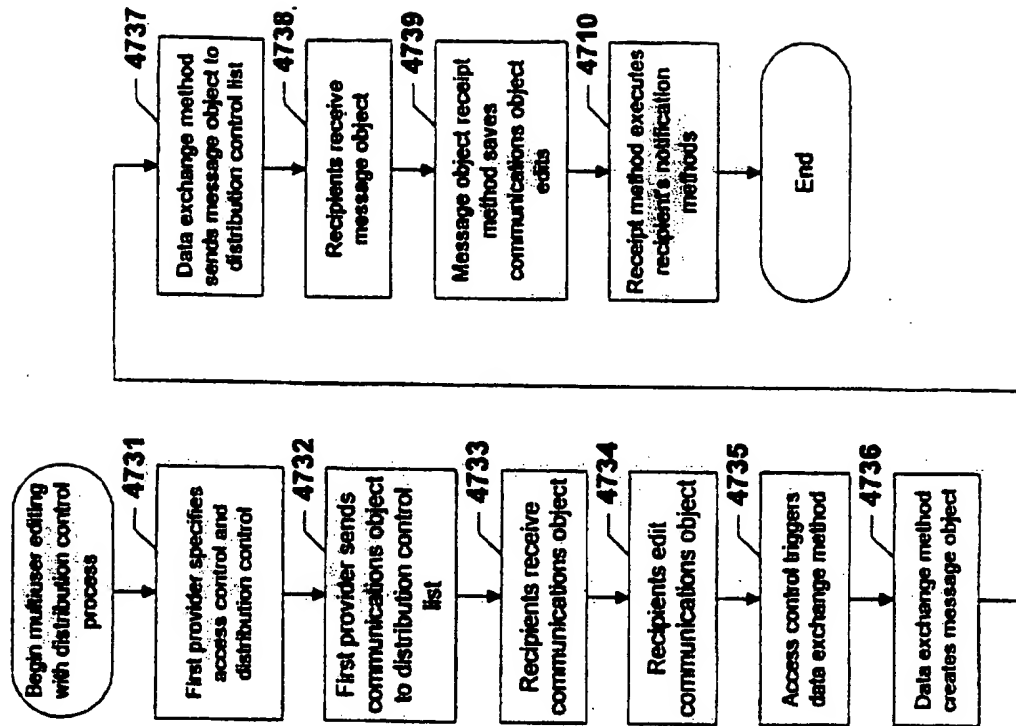 Begin multiuser editing
with distribution control
process
4731
First provider specifies
access control and
distribution control
4732
First provider sends
communications object
to distribution control
list
4733
Recipients receive
communications object
4734
Recipients edit
communications object
4735
Access control triggers
data exchange method
4736
Data exchange method
creates message object
4737
Data exchange method
sends message object to
distribution control list
4738
Recipients receive
message object
4739
Message object receipt
method saves
communications object
edits
4710
Receipt method executes
recipient's notification
methods
End